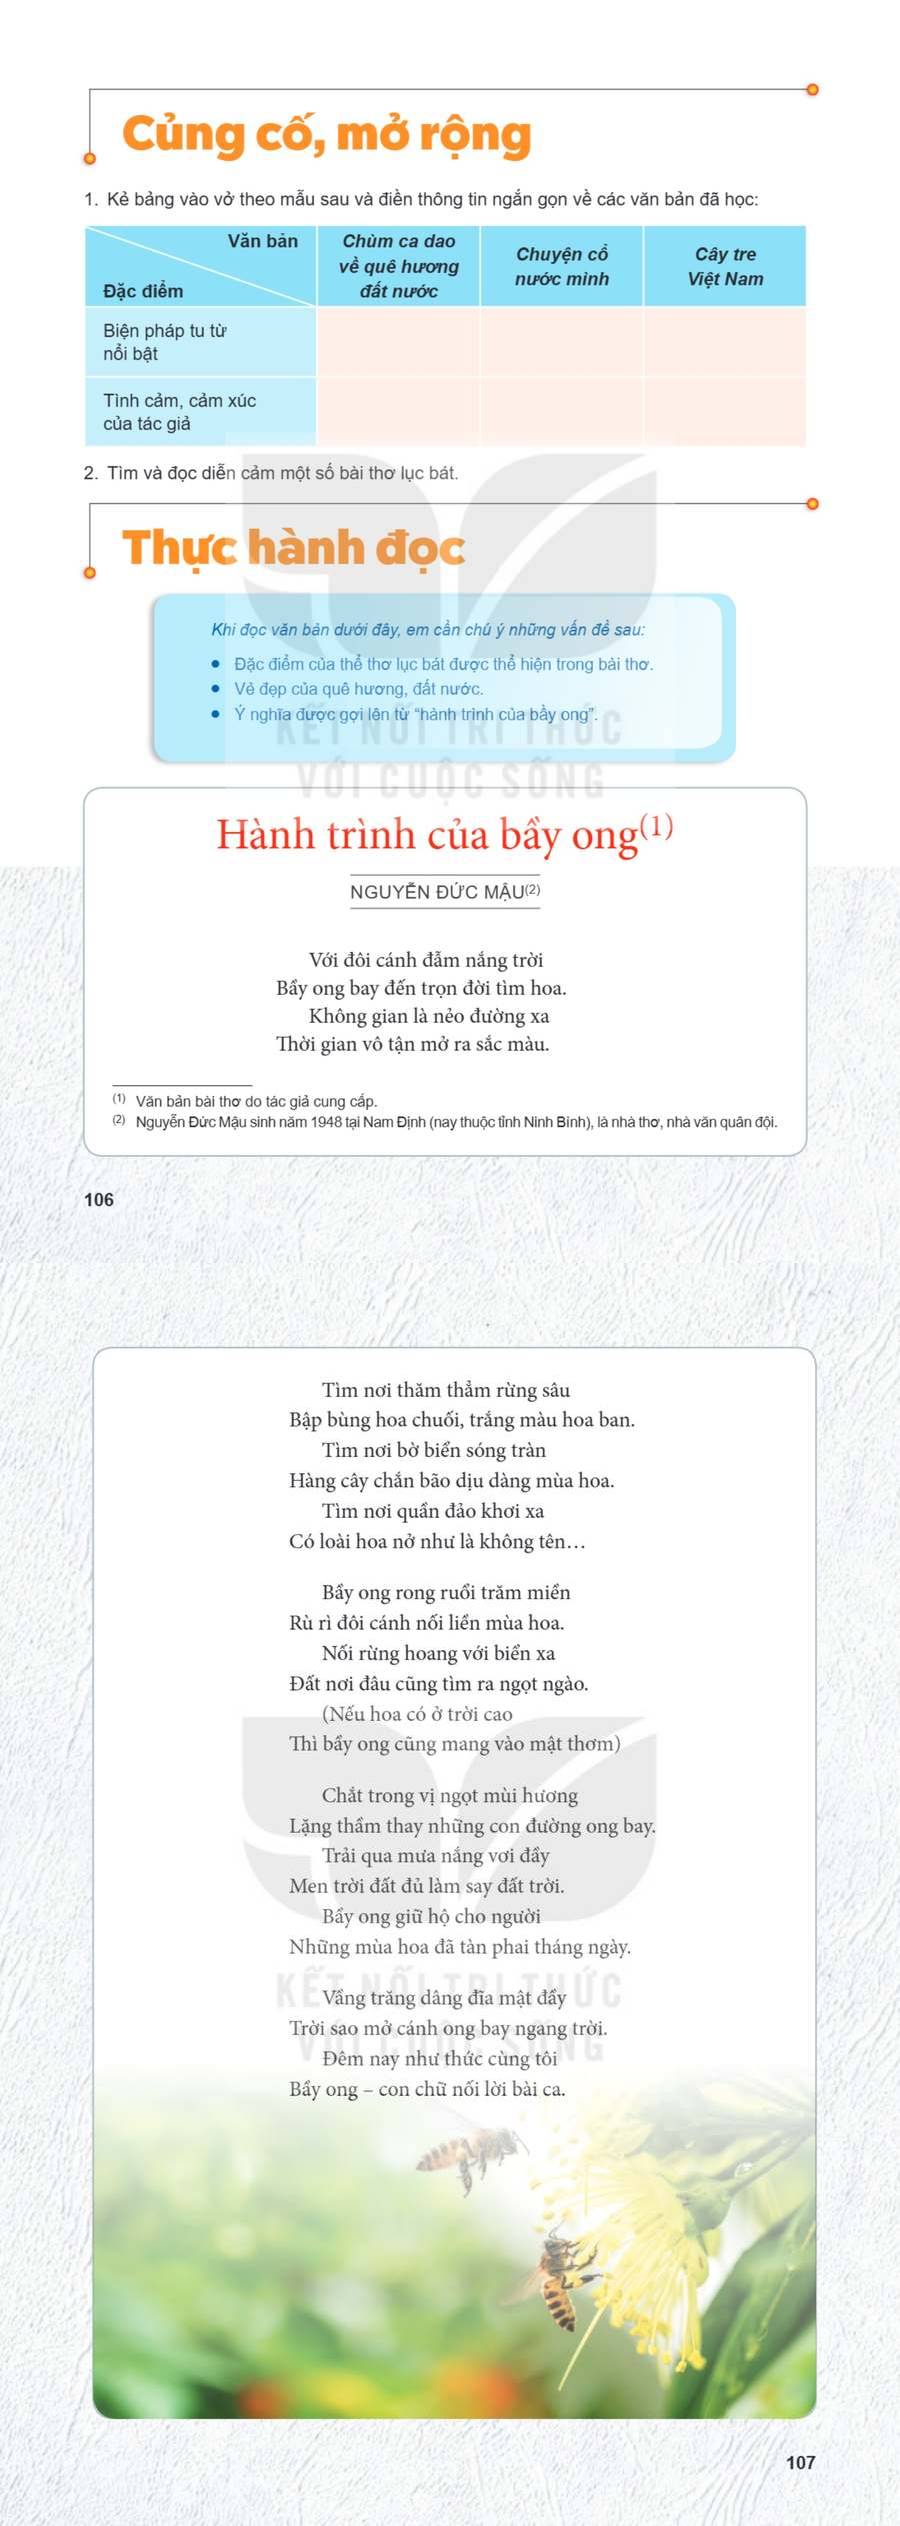 Củng cố, mở rộng
1. Kẻ bảng vào vở theo mẫu sau và điền thông tin ngắn gọn về các văn bản đã học:
Văn bản
Đặc điểm
Chùm ca dao
về quê hương
đất nước
Chuyện cổ
nước mình
Cây tre
Việt Nam
Biện pháp tu từ
nổi bật
Tình cảm, cảm xúc
của tác giả
2. Tìm và đọc diễn cảm một số bài thơ lục bát.
Thực hành đọc
Khi đọc văn bản dưới đây, em cần chú ý những vấn đề sau:
• Đặc điểm của thể thơ lục bát được thể hiện trong bài thơ.
• Vẻ đẹp của quê hương, đất nước.
• Ý nghĩa được gợi lên từ “hành trình của bầy ong”.
KẾT NỐI TRI THỨC
VỚI CUỘC SỐNG
Hành trình của bầy ong(1)
NGUYỄN ĐỨC MẬU(2)
Với đôi cánh đẫm nắng trời
Bầy ong bay đến trọn đời tìm hoa.
Không gian là nẻo đường xa
Thời gian vô tận mở ra sắc màu.
(1) Văn bản bài thơ do tác giả cung cấp.
(2) Nguyễn Đức Mậu sinh năm 1948 tại Nam Định (nay thuộc tỉnh Ninh Bình), là nhà thơ, nhà văn quân đội.
106
Tìm nơi thăm thẳm rừng sâu
Bập bùng hoa chuối, trắng màu hoa ban.
Tìm nơi bờ biển sóng tràn
Hàng cây chắn bão dịu dàng mùa hoa.
Tìm nơi quần đảo khơi xa
Có loài hoa nở như là không tên…
Bầy ong rong ruổi trăm miền
Rù rì đôi cánh nối liền mùa hoa.
Nối rừng hoang với biển xa
Đất nơi đâu cũng tìm ra ngọt ngào.
(Nếu hoa có ở trời cao
Thì bầy ong cũng mang vào mật thơm)
Chắt trong vị ngọt mùi hương
Lặng thầm thay những con đường ong bay.
Trải qua mưa nắng vơi đầy
Men trời đất đủ làm say đất trời.
Bầy ong giữ hộ cho người
Những mùa hoa đã tàn phai tháng ngày.
KẾT NỐI TRI THỨC
VỚI CUỘC SỐNG
Vầng trăng dâng đĩa mật đầy
Trời sao mở cánh ong bay ngang trời.
Đêm nay như thức cùng tôi
Bầy ong – con chữ nối lời bài ca.
107